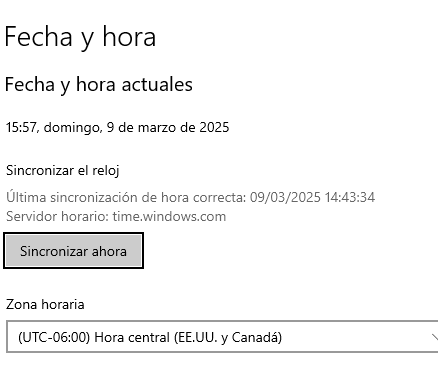 Fecha y hora
Fecha y hora actuales
15:57, domingo, 9 de marzo de 2025
Sincronizar el reloj
Última sincronización de hora correcta: 09/03/2025 14:43:34
Servidor horario: time.windows.com
Sincronizar ahora
Zona horaria
(UTC-06:00) Hora central (EE.UU. y Canadá)